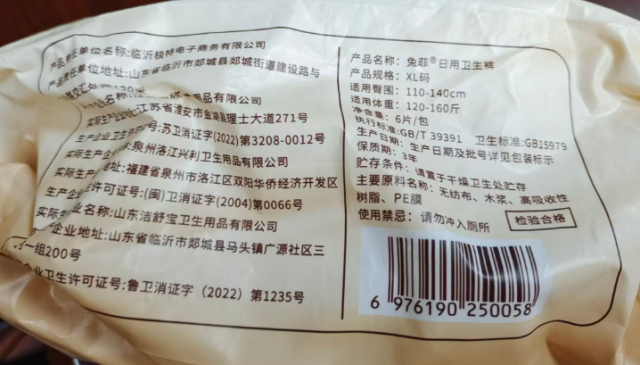 单位名称:临沂极特电子商务有限公司
产品责任单位地址:山东省临沂市郯城县郯城街道建设路与
用品有限公司
生产企业地址:江苏省淮安市金湖县理士大道271号
生产企业卫生许可证号:苏卫消证字(2022)第3208-0012号
实际生产企业名称:泉州洛江兴利卫生用品有限公司
实际生产企业地址:福建省泉州市洛江区双阳华侨经济开发区
生产企业卫生许可证号:(闽)卫消证字(2004)第0066号
实际生产企业名称:山东洁舒宝卫生用品有限公司
企业地址:山东省临沂市郯城县马头镇广源社区三
一组200号
企业卫生许可证号:鲁卫消证字(2022)第1235号
产品名称:兔菲®日用卫生裤
产品规格:XL码
适用臀围:110-140cm
适用体重:120-160斤
净含量:6片/包
执行标准:GB/T 39391 卫生标准:GB15979
生产日期:生产日期及批号详见包装标示
保质期:3年
贮存条件:请置于干燥卫生处贮存
主要原料名称:无纺布、木浆、高吸收性
树脂、PE膜
使用禁忌:请勿冲入厕所
检验合格
6 976190 250058